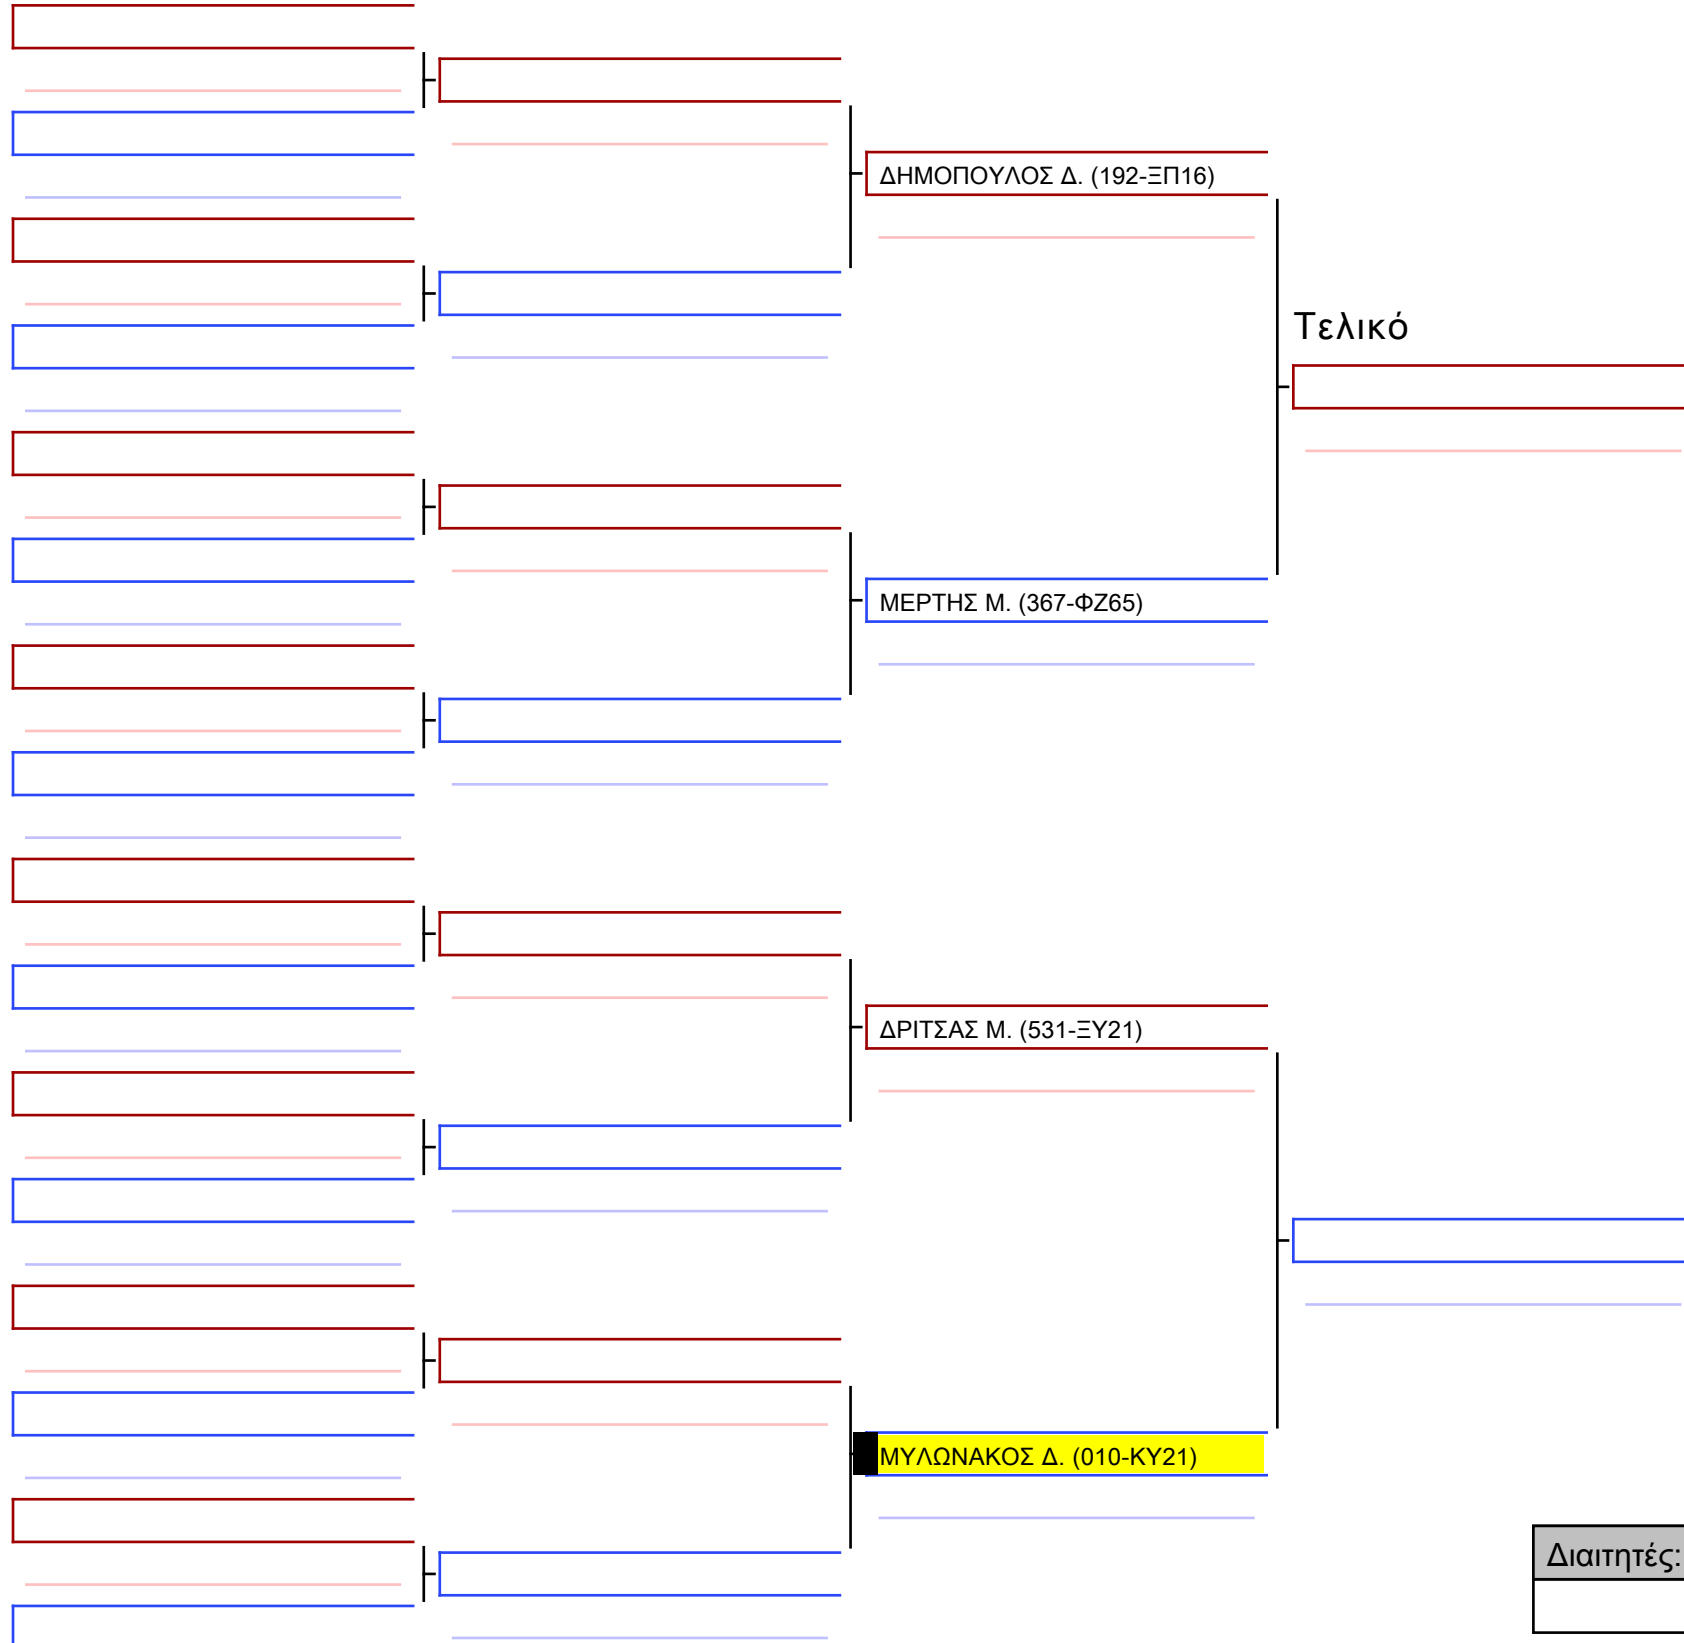 ΔΗΜΟΠΟΥΛΟΣ Δ. (192-ΞΠ16)
Τελικό
ΜΕΡΤΗΣ Μ. (367-ΦΖ65)
ΔΡΙΤΣΑΣ Μ. (531-ΞΥ21)
ΜΥΛΩΝΑΚΟΣ Δ. (010-ΚΥ21)
Διαιτητές: